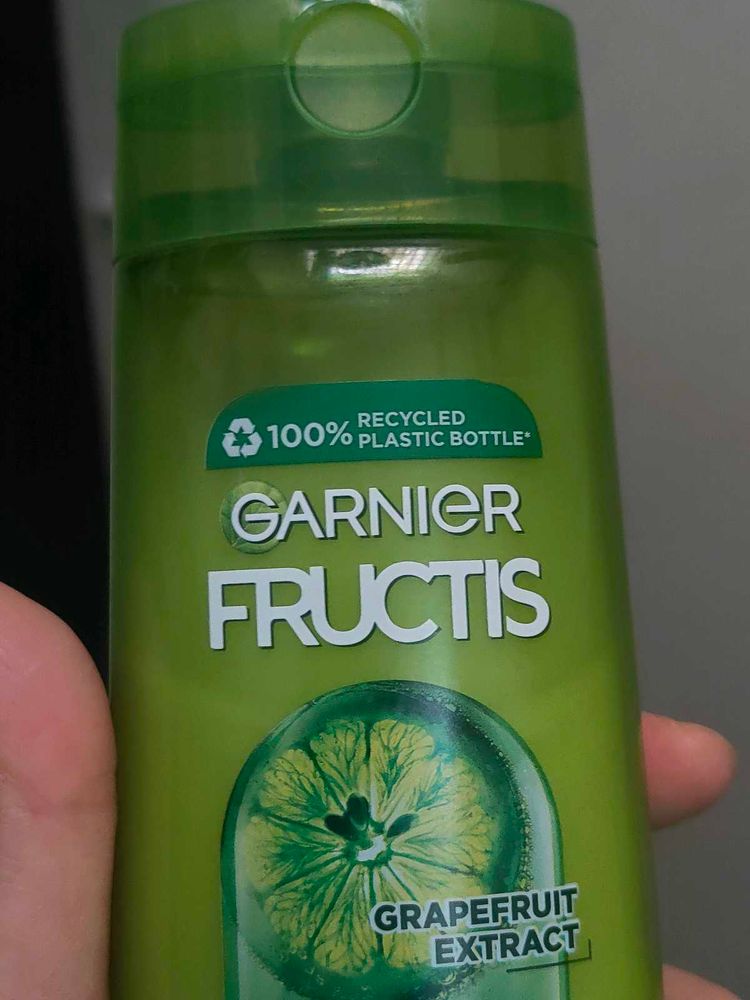 100% RECYCLED
PLASTIC BOTTLE*
GARNIER
FRUCTIS
GRAPEFRUIT
EXTRACT